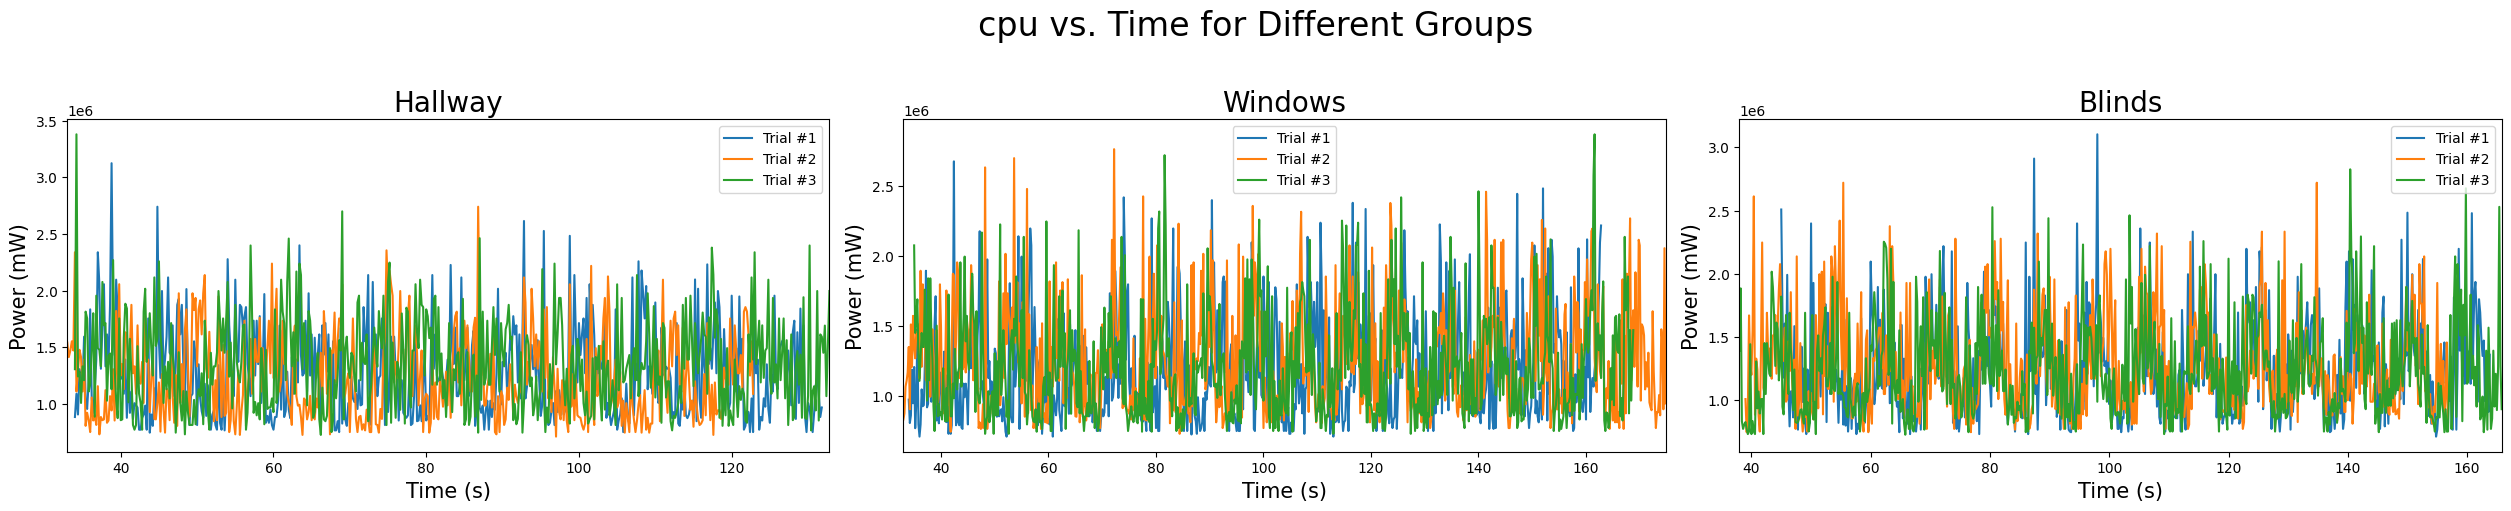 cpu vs. Time for Different Groups
Hallway
1e6
3.5
3.0
2.5
2.0
1.5
1.0
Power (mW)
40 60 80 100 120
Time (s)
Trial #1
Trial #2
Trial #3
Windows
1e6
2.5
2.0
1.5
1.0
Power (mW)
40 60 80 100 120 140 160
Time (s)
Trial #1
Trial #2
Trial #3
Blinds
1e6
3.0
2.5
2.0
1.5
1.0
Power (mW)
40 60 80 100 120 140 160
Time (s)
Trial #1
Trial #2
Trial #3